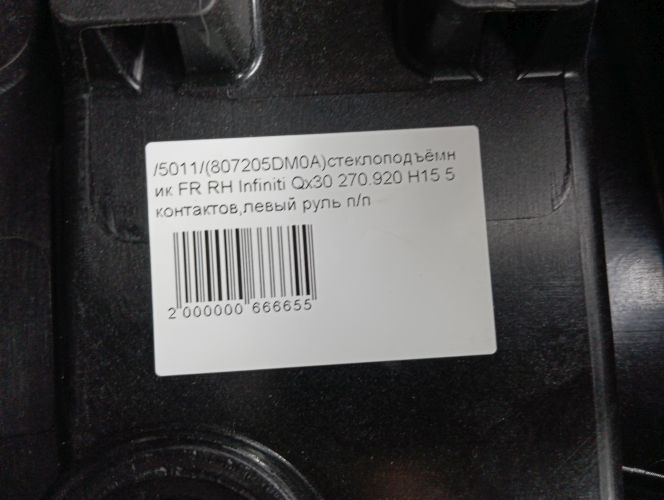 /5011/(807205DM0A)стеклоподъёмн
ик FR RH Infiniti Qx30 270.920 H15 5
контактов,левый руль п/п
2 000000 666655